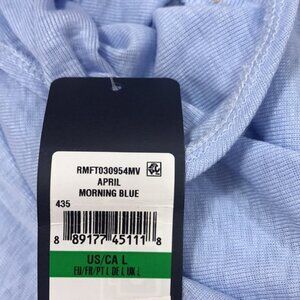 RMFT030954MV
APRIL
MORNING BLUE
435
8 89177 45111 8
US/CA L
EU/FR/PT L DE L UK L